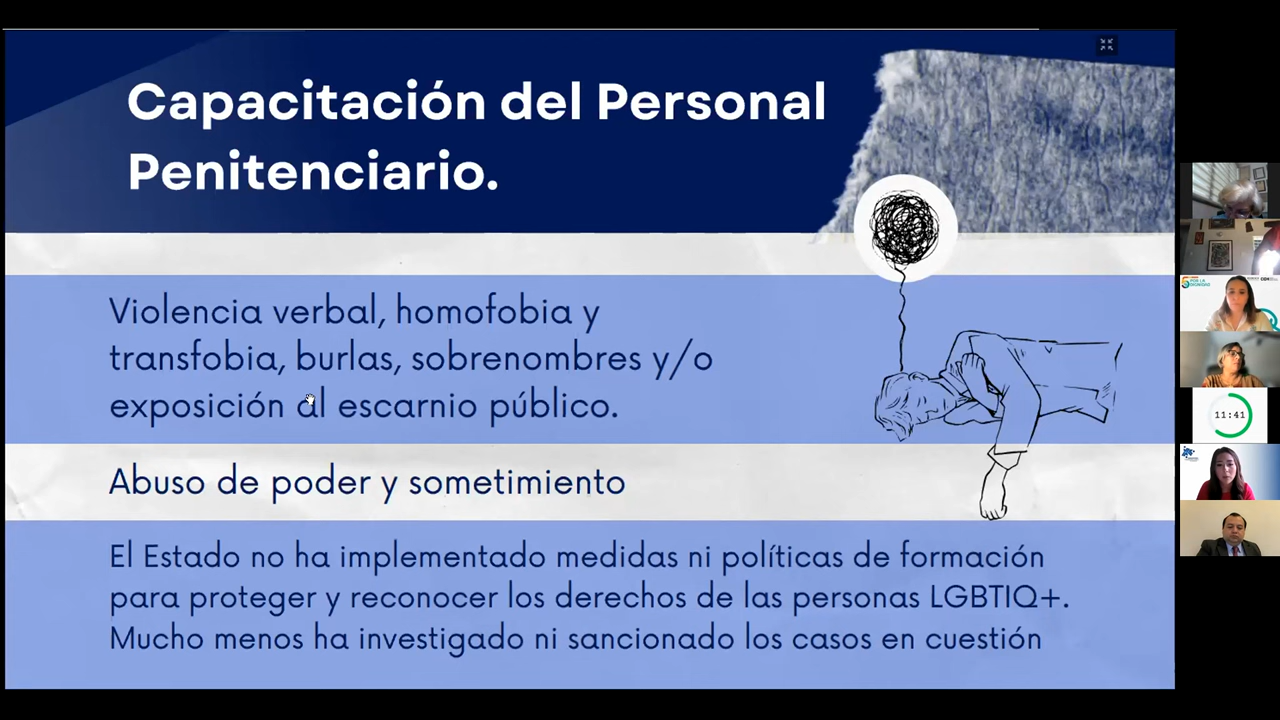 Capacitación del Personal
Penitenciario.
Violencia verbal, homofobia y
transfobia, burlas, sobrenombres y/o
exposición al escarnio público.
Abuso de poder y sometimiento
El Estado no ha implementado medidas ni políticas de formación
para proteger y reconocer los derechos de las personas LGBTIQ+.
Mucho menos ha investigado ni sancionado los casos en cuestión
11:41